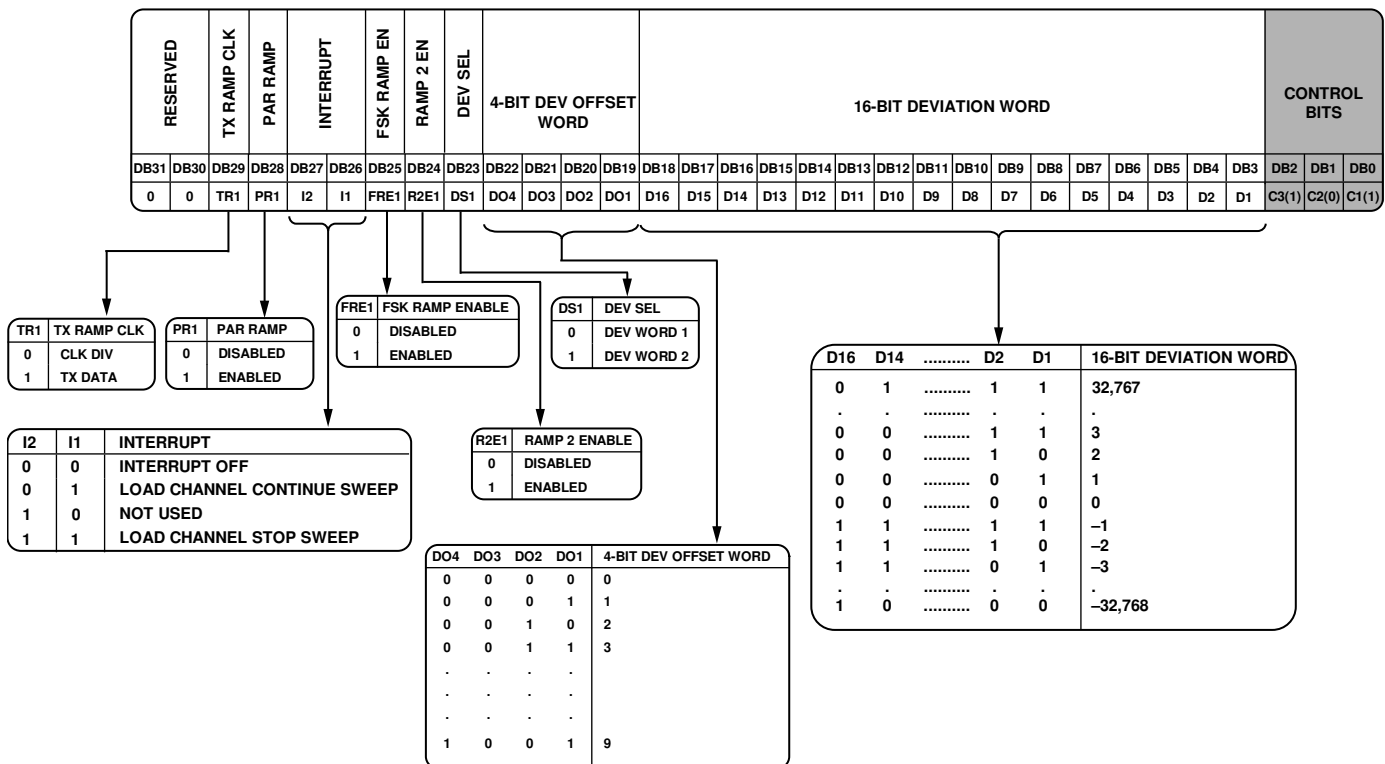 RESERVED
TX RAMP CLK
PAR RAMP
INTERRUPT
FSK RAMP EN
RAMP 2 EN
DEV SEL
4-BIT DEV OFFSET
WORD
16-BIT DEVIATION WORD
CONTROL
BITS
DB31 DB30 DB29 DB28 DB27 DB26 DB25 DB24 DB23 DB22 DB21 DB20 DB19 DB18 DB17 DB16 DB15 DB14 DB13 DB12 DB11 DB10 DB9 DB8 DB7 DB6 DB5 DB4 DB3 DB2 DB1 DB0
0 0 TR1 PR1 I2 I1 FRE1 R2E1 DS1 DO4 DO3 DO2 DO1 D16 D15 D14 D13 D12 D11 D10 D9 D8 D7 D6 D5 D4 D3 D2 D1 C3(1) C2(0) C1(1)
TR1 TX RAMP CLK
0 CLK DIV
1 TX DATA
PR1 PAR RAMP
0 DISABLED
1 ENABLED
FRE1 FSK RAMP ENABLE
0 DISABLED
1 ENABLED
DS1 DEV SEL
0 DEV WORD 1
1 DEV WORD 2
I2 I1 INTERRUPT
0 0 INTERRUPT OFF
0 1 LOAD CHANNEL CONTINUE SWEEP
1 0 NOT USED
1 1 LOAD CHANNEL STOP SWEEP
R2E1 RAMP 2 ENABLE
0 DISABLED
1 ENABLED
D16 D14 .......... D2 D1 16-BIT DEVIATION WORD
0 1 .......... 1 1 32,767
. . .......... . . .
0 0 .......... 1 1 3
0 0 .......... 1 0 2
0 0 .......... 0 1 1
0 0 .......... 0 0 0
1 1 .......... 1 1 –1
1 1 .......... 1 0 –2
1 1 .......... 0 1 –3
. . .......... . . .
1 0 .......... 0 0 –32,768
DO4 DO3 DO2 DO1 4-BIT DEV OFFSET WORD
0 0 0 0 0
0 0 0 1 1
0 0 1 0 2
0 0 1 1 3
. . . .
. . . .
. . . .
1 0 0 1 9